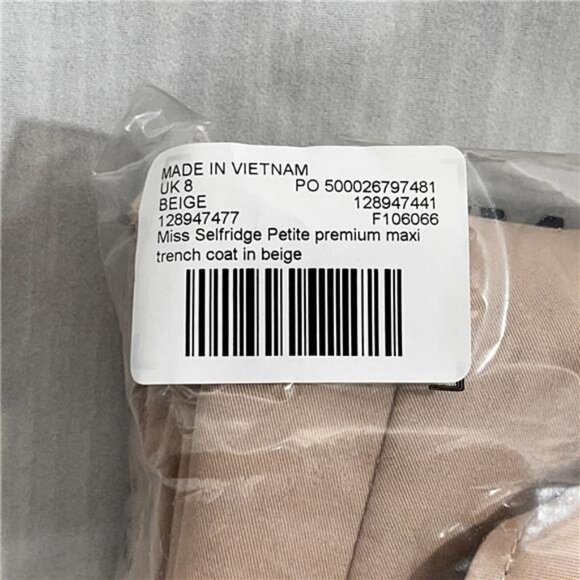 MADE IN VIETNAM
UK 8 PO 500026797481
BEIGE 128947441
128947477 F106066
Miss Selfridge Petite premium maxi
trench coat in beige